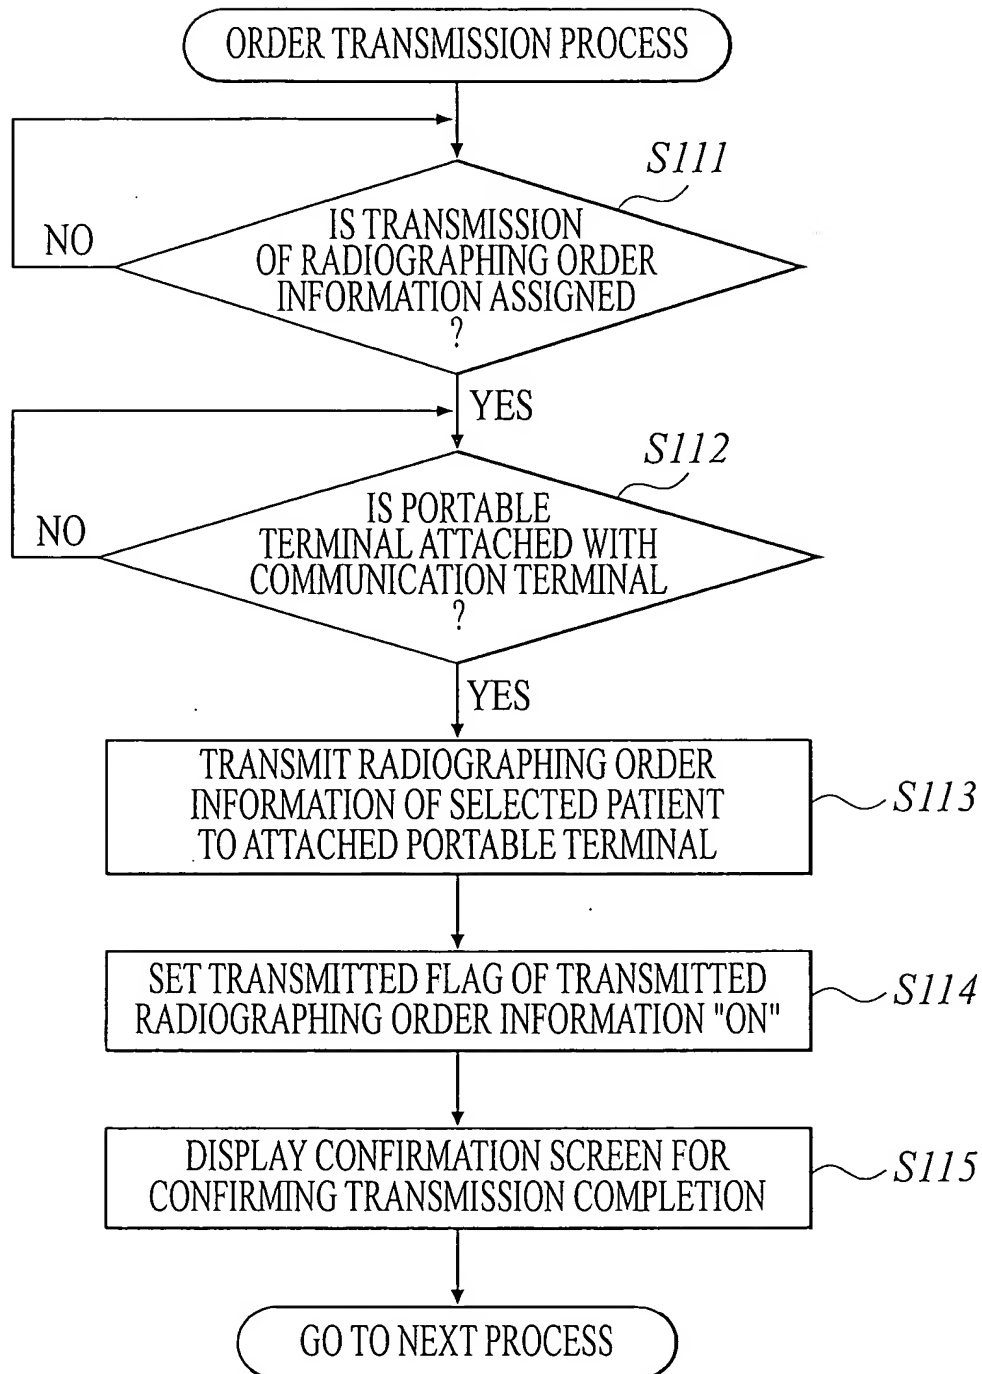 ORDER TRANSMISSION PROCESS
S111
IS TRANSMISSION
OF RADIOGRAPHING ORDER
INFORMATION ASSIGNED
?
NO
YES
S112
IS PORTABLE
TERMINAL ATTACHED WITH
COMMUNICATION TERMINAL
?
NO
YES
TRANSMIT RADIOGRAPHING ORDER
INFORMATION OF SELECTED PATIENT
TO ATTACHED PORTABLE TERMINAL
S113
SET TRANSMITTED FLAG OF TRANSMITTED
RADIOGRAPHING ORDER INFORMATION "ON"
S114
DISPLAY CONFIRMATION SCREEN FOR
CONFIRMING TRANSMISSION COMPLETION
S115
GO TO NEXT PROCESS